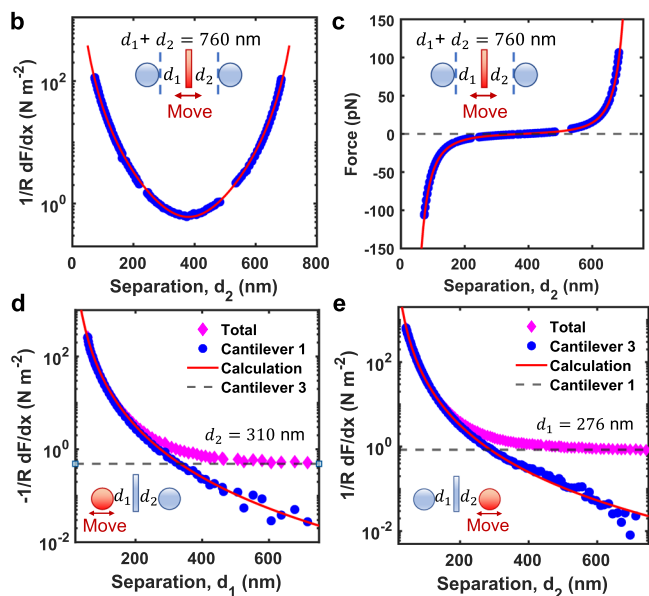 b
1/R dF/dx (N m⁻²)
10²
10⁰
d₁+ d₂ = 760 nm
d₁ d₂
Move
0 200 400 600 800
Separation, d₂ (nm)
c
Force (pN)
150
100
50
0
-50
-100
-150
d₁+ d₂ = 760 nm
d₁ d₂
Move
0 200 400 600
Separation, d₂ (nm)
d
-1/R dF/dx (N m⁻²)
10²
10⁰
10⁻²
Total
Cantilever 1
Calculation
Cantilever 3
d₂ = 310 nm
d₁ d₂
Move
200 400 600
Separation, d₁ (nm)
e
1/R dF/dx (N m⁻²)
10²
10⁰
10⁻²
Total
Cantilever 3
Calculation
Cantilever 1
d₁ = 276 nm
d₁ d₂
Move
200 400 600
Separation, d₂ (nm)